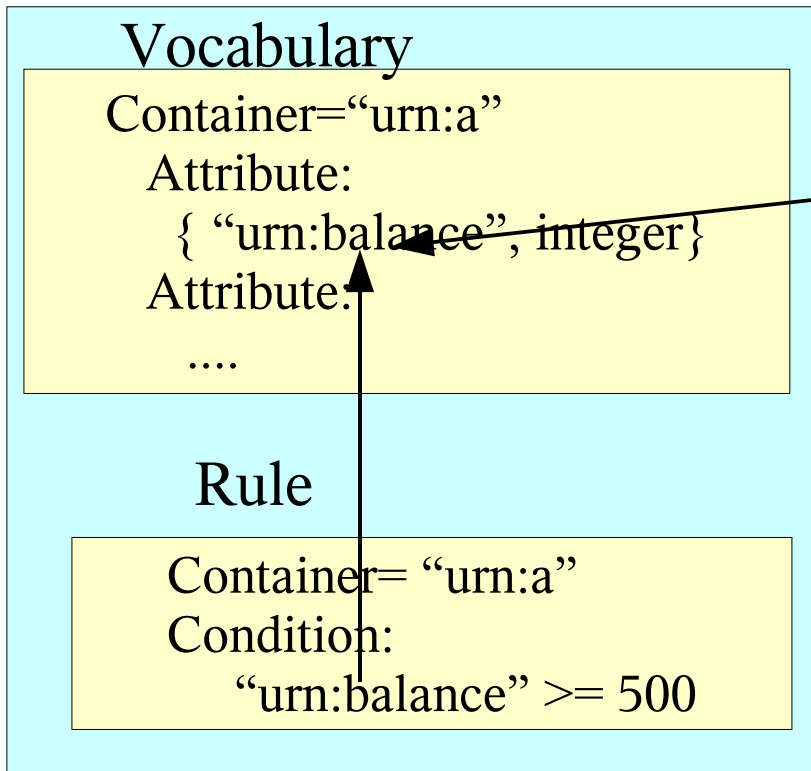 Vocabulary
Container=“urn:a”
Attribute:
{ “urn:balance”, integer}
Attribute:
....
Rule
Container= “urn:a”
Condition:
“urn:balance” >= 500